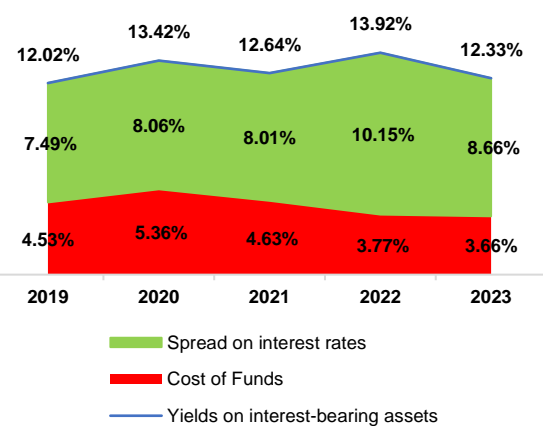 13.92%
13.42%
12.02% 12.64% 12.33%
7.49% 8.06% 8.01% 10.15% 8.66%
4.53% 5.36% 4.63% 3.77% 3.66%
2019 2020 2021 2022 2023
Spread on interest rates
Cost of Funds
Yields on interest-bearing assets